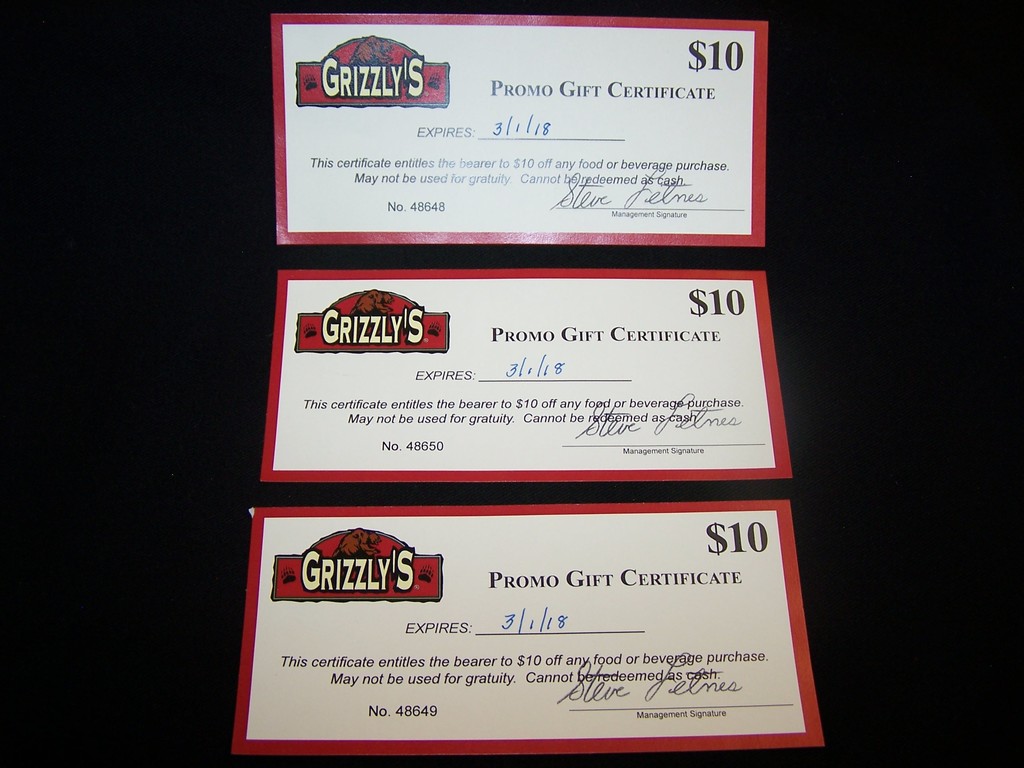 GRIZZLY'S
$10
PROMO GIFT CERTIFICATE
EXPIRES: 3/1/18
This certificate entitles the bearer to $10 off any food or beverage purchase.
May not be used for gratuity. Cannot be redeemed as cash.
Steve
No. 48648
Management Signature
GRIZZLY'S
$10
PROMO GIFT CERTIFICATE
EXPIRES: 3/1/18
This certificate entitles the bearer to $10 off any food or beverage purchase.
May not be used for gratuity. Cannot be redeemed as cash.
Steve
No. 48650
Management Signature
GRIZZLY'S
$10
PROMO GIFT CERTIFICATE
EXPIRES: 3/1/18
This certificate entitles the bearer to $10 off any food or beverage purchase.
May not be used for gratuity. Cannot be redeemed as cash.
Steve
No. 48649
Management Signature